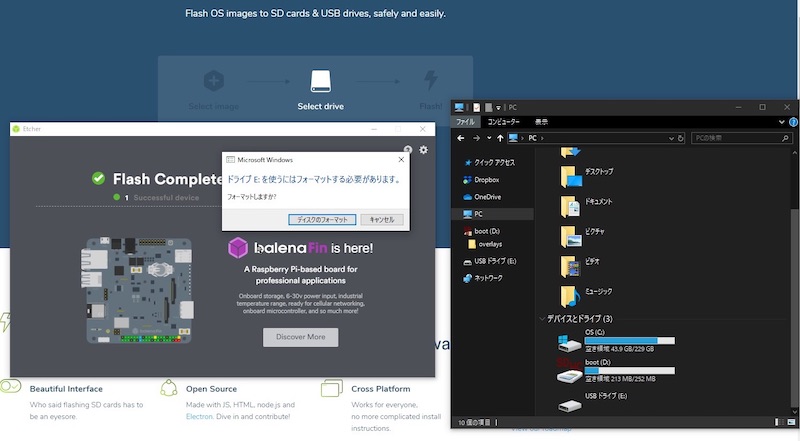 Flash OS images to SD cards & USB drives, safely and easily.
Select image
Select drive
Flash!
Etcher
Flash Complete
1 Successful device
Microsoft Windows
ドライブ E: を使うにはフォーマットする必要があります。
フォーマットしますか?
ディスクのフォーマット
キャンセル
balenaFin is here!
A Raspberry Pi-based board for
professional applications
Onboard storage, 6-30v power input, industrial
temperature range, ready for cellular networking,
onboard microcontroller, and so much more!
Discover More
PC
ファイル
コンピューター
表示
PC
PCの検索
クイック アクセス
Dropbox
OneDrive
PC
boot (D:)
overlays
USB ドライブ (E:)
ネットワーク
デスクトップ
ドキュメント
ピクチャ
ビデオ
ミュージック
デバイスとドライブ (3)
OS (C:)
空き領域 43.9 GB/229 GB
boot (D:)
空き領域 213 MB/252 MB
USB ドライブ (E:)
10 個の項目
Beautiful Interface
Who said flashing SD cards has to
be an eyesore.
Open Source
Made with JS, HTML, node.js and
Electron. Dive in and contribute!
Cross Platform
Works for everyone,
no more complicated install
instructions.